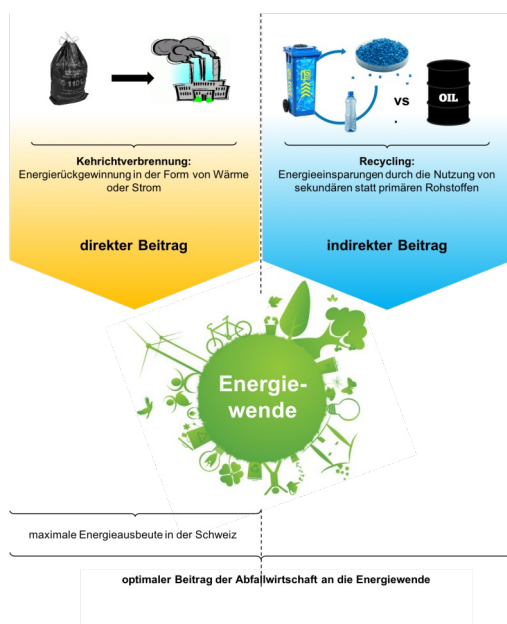 110L
vs
.
OIL
Kehrichtverbrennung:
Energierückgewinnung in der Form von Wärme
oder Strom
direkter Beitrag
Recycling:
Energieeinsparungen durch die Nutzung von
sekundären statt primären Rohstoffen
indirekter Beitrag
Energie-
wende
maximale Energieausbeute in der Schweiz
optimaler Beitrag der Abfallwirtschaft an die Energiewende